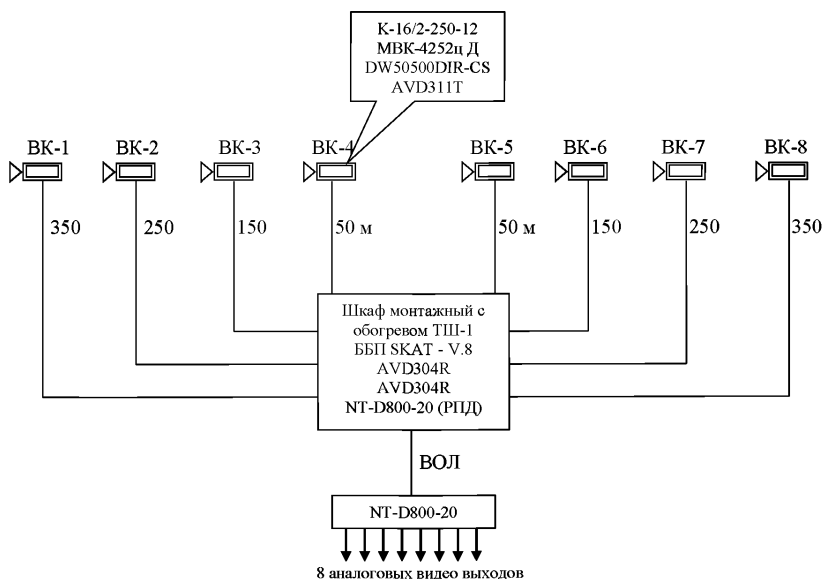 К-16/2-250-12
МВК-4252ц Д
DW50500DIR-CS
AVD311T
ВК-1 ВК-2 ВК-3 ВК-4 ВК-5 ВК-6 ВК-7 ВК-8
350 250 150 50 м 50 м 150 250 350
Шкаф монтажный с
обогревом ТШ-1
ББП SKAT - V.8
AVD304R
AVD304R
NT-D800-20 (РПД)
ВОЛ
NT-D800-20
8 аналоговых видео выходов